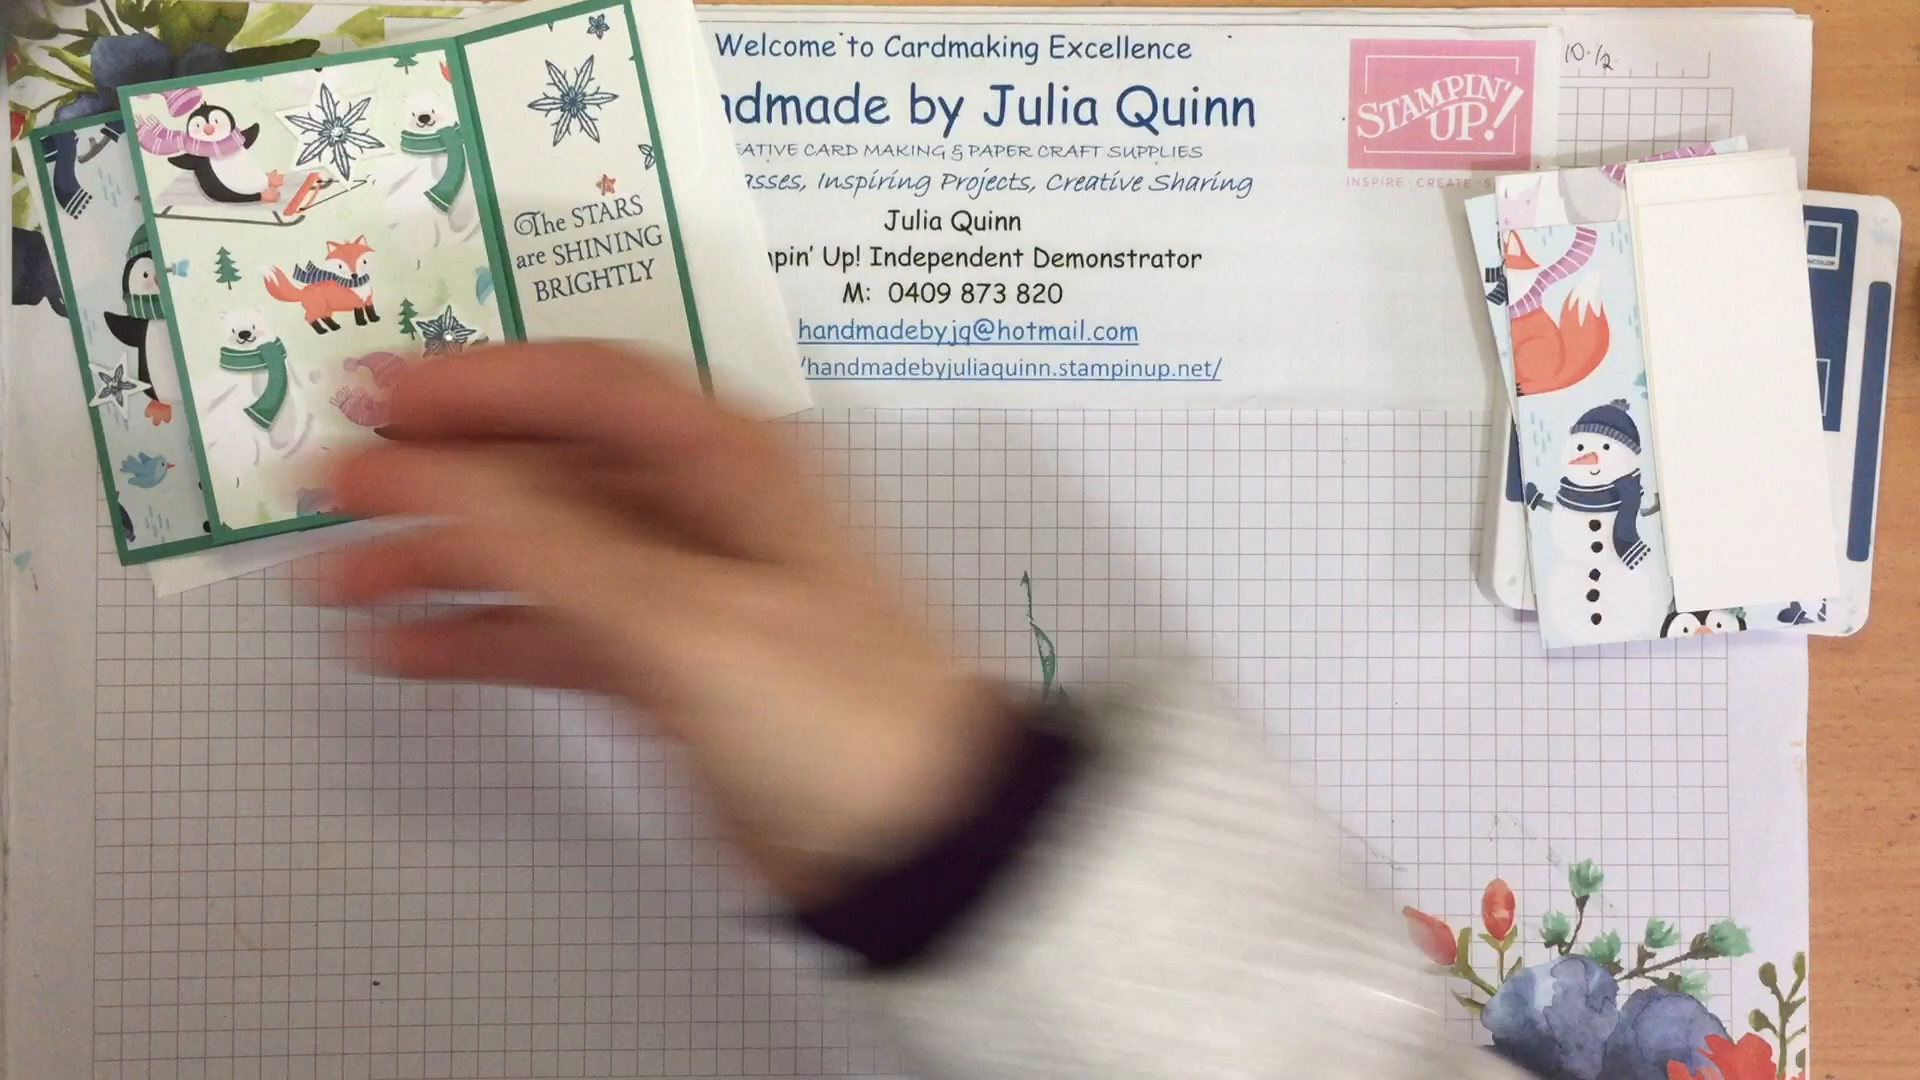 Welcome to Cardmaking Excellence
ndmade by Julia Quinn
EATIVE CARD MAKING & PAPER CRAFT SUPPLIES
asses, Inspiring Projects, Creative Sharing
Julia Quinn
mpin' Up! Independent Demonstrator
M: 0409 873 820
handmadebyjq@hotmail.com
/handmadebyjuliaquinn.stampinup.net/
STAMPIN'
UP!
INSPIRE · CREATE · S
10·½
The STARS
are SHINING
BRIGHTLY